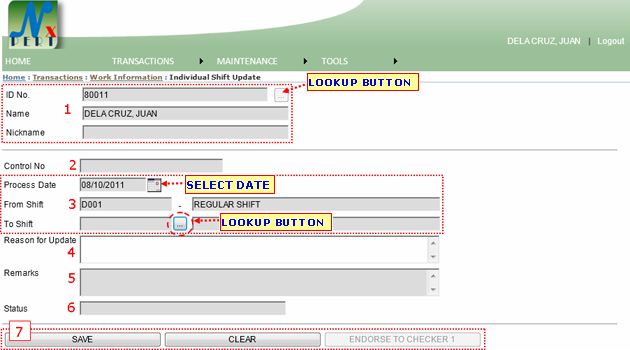 N x
PERT
DELA CRUZ, JUAN | Logout
HOME TRANSACTIONS MAINTENANCE TOOLS
Home : Transactions : Work Information : Individual Shift Update
ID No. 80011 ... LOOKUP BUTTON
1 Name DELA CRUZ, JUAN
Nickname
Control No 2
Process Date 08/10/2011 SELECT DATE
From Shift 3 D001 - REGULAR SHIFT
To Shift ... LOOKUP BUTTON
Reason for Update
4
Remarks 5
Status 6
7 SAVE CLEAR ENDORSE TO CHECKER 1